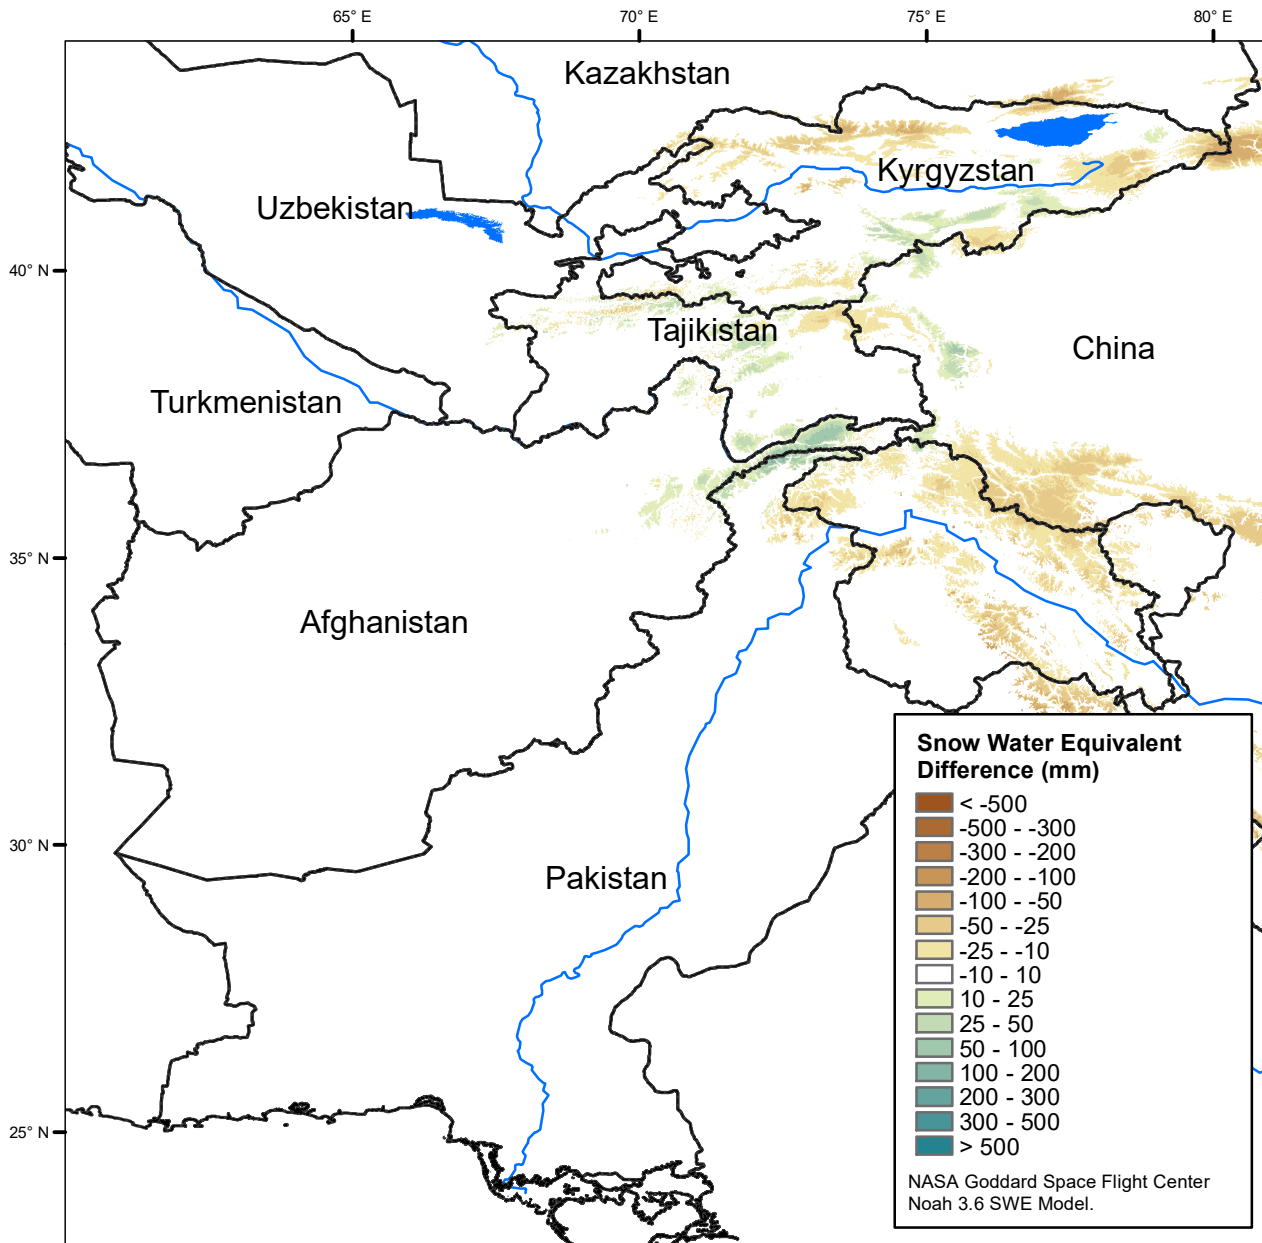 65° E
70° E
75° E
80° E
Kazakhstan
Kyrgyzstan
Uzbekistan
40° N
Tajikistan
China
Turkmenistan
35° N
Afghanistan
30° N
Pakistan
25° N
Snow Water Equivalent
Difference (mm)
< -500
-500 - -300
-300 - -200
-200 - -100
-100 - -50
-50 - -25
-25 - -10
-10 - 10
10 - 25
25 - 50
50 - 100
100 - 200
200 - 300
300 - 500
> 500
NASA Goddard Space Flight Center
Noah 3.6 SWE Model.